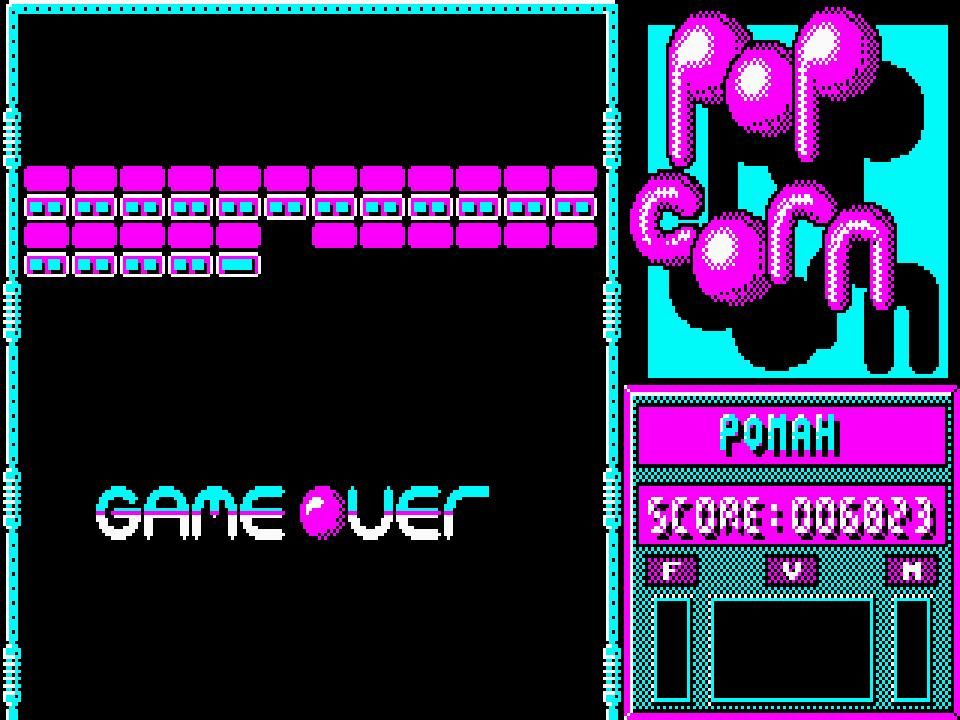 POP
corn
РОМАН
SCORE:006023
F V M
GAME OVER